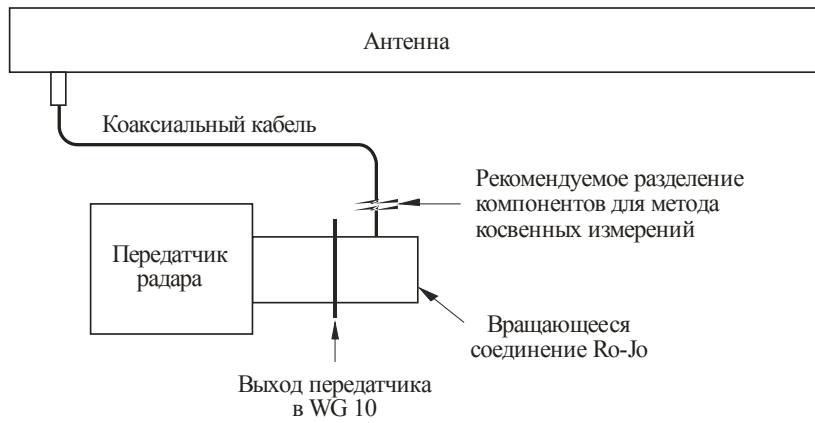 Антенна
Коаксиальный кабель
Рекомендуемое разделение
компонентов для метода
косвенных измерений
Передатчик
радара
Вращающееся
соединение Ro-Jo
Выход передатчика
в WG 10